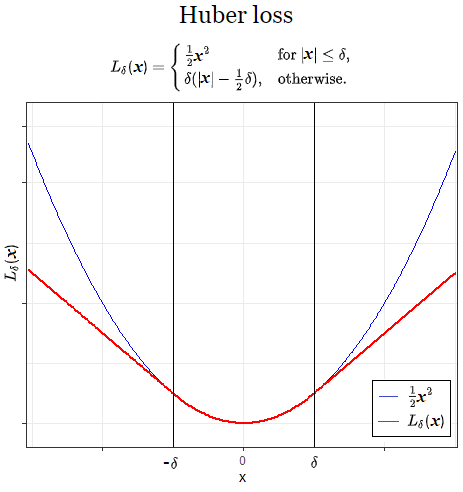 Huber loss
L_δ(x) = { ½x² for |x| ≤ δ,
δ(|x| − ½δ), otherwise.
L_δ(x)
½x²
L_δ(x)
-δ 0 δ
x